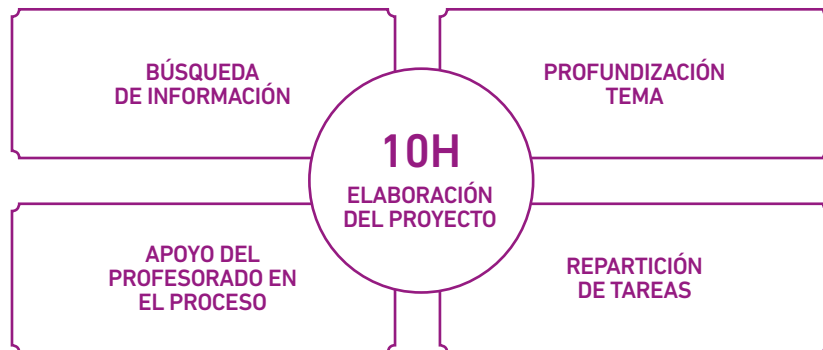 BÚSQUEDA
DE INFORMACIÓN
PROFUNDIZACIÓN
TEMA
10H
ELABORACIÓN
DEL PROYECTO
APOYO DEL
PROFESORADO EN
EL PROCESO
REPARTICIÓN
DE TAREAS